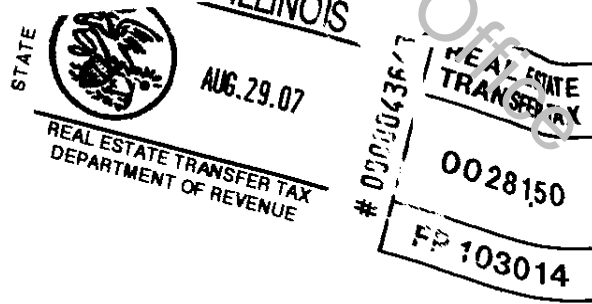 STATE
ILLINOIS
AUG.29.07
REAL ESTATE TRANSFER TAX
DEPARTMENT OF REVENUE
REAL ESTATE
TRANSFER TAX
0028150
FP 103014
Office